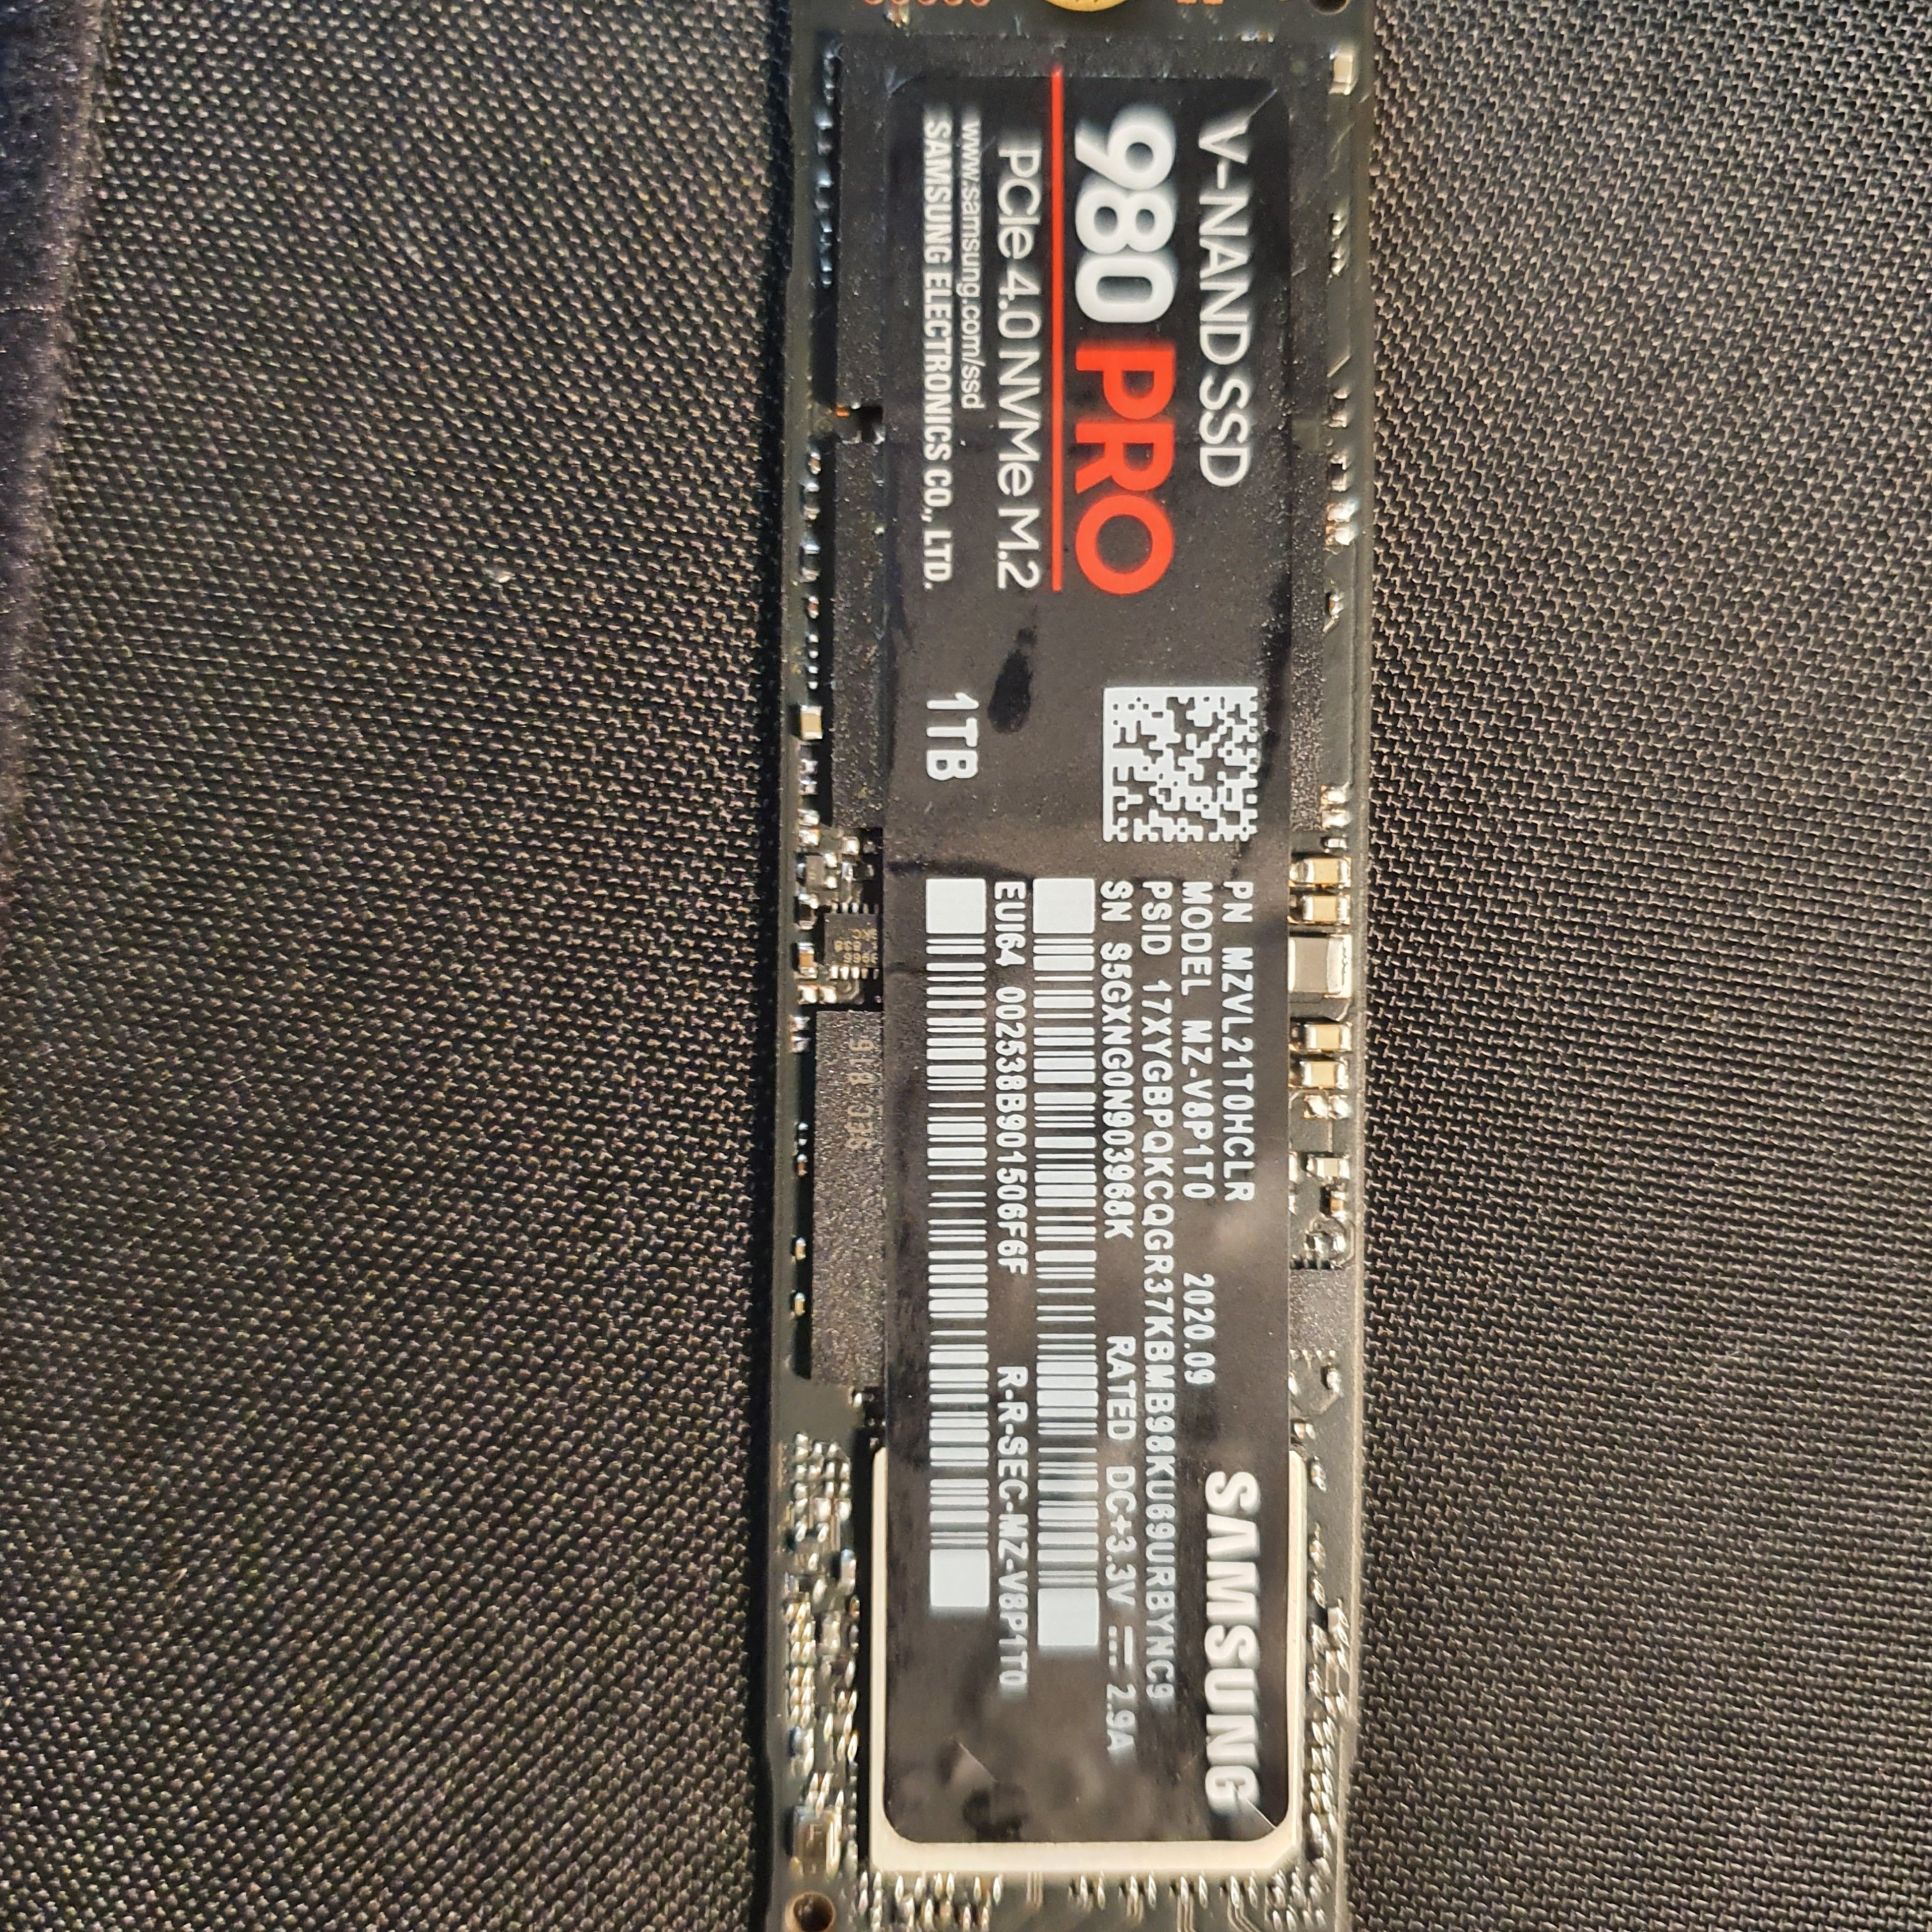 V-NAND SSD
980 PRO
PCIe 4.0 NVMe M.2
www.samsung.com/ssd
SAMSUNG ELECTRONICS CO., LTD.
1TB
SAMSUNG
PN MZVL21T0HCLR
MODEL MZ-V8P1T0 2020.09
PSID 17XYGBPQKCQGR37KBMB98KU69URBYNC9
SN S5GXNG0N903968K RATED DC+3.3V ⎓ 2.9A
EUI64 002538B901506F6F R-R-SEC-MZ-V8P1T0
SEC 816